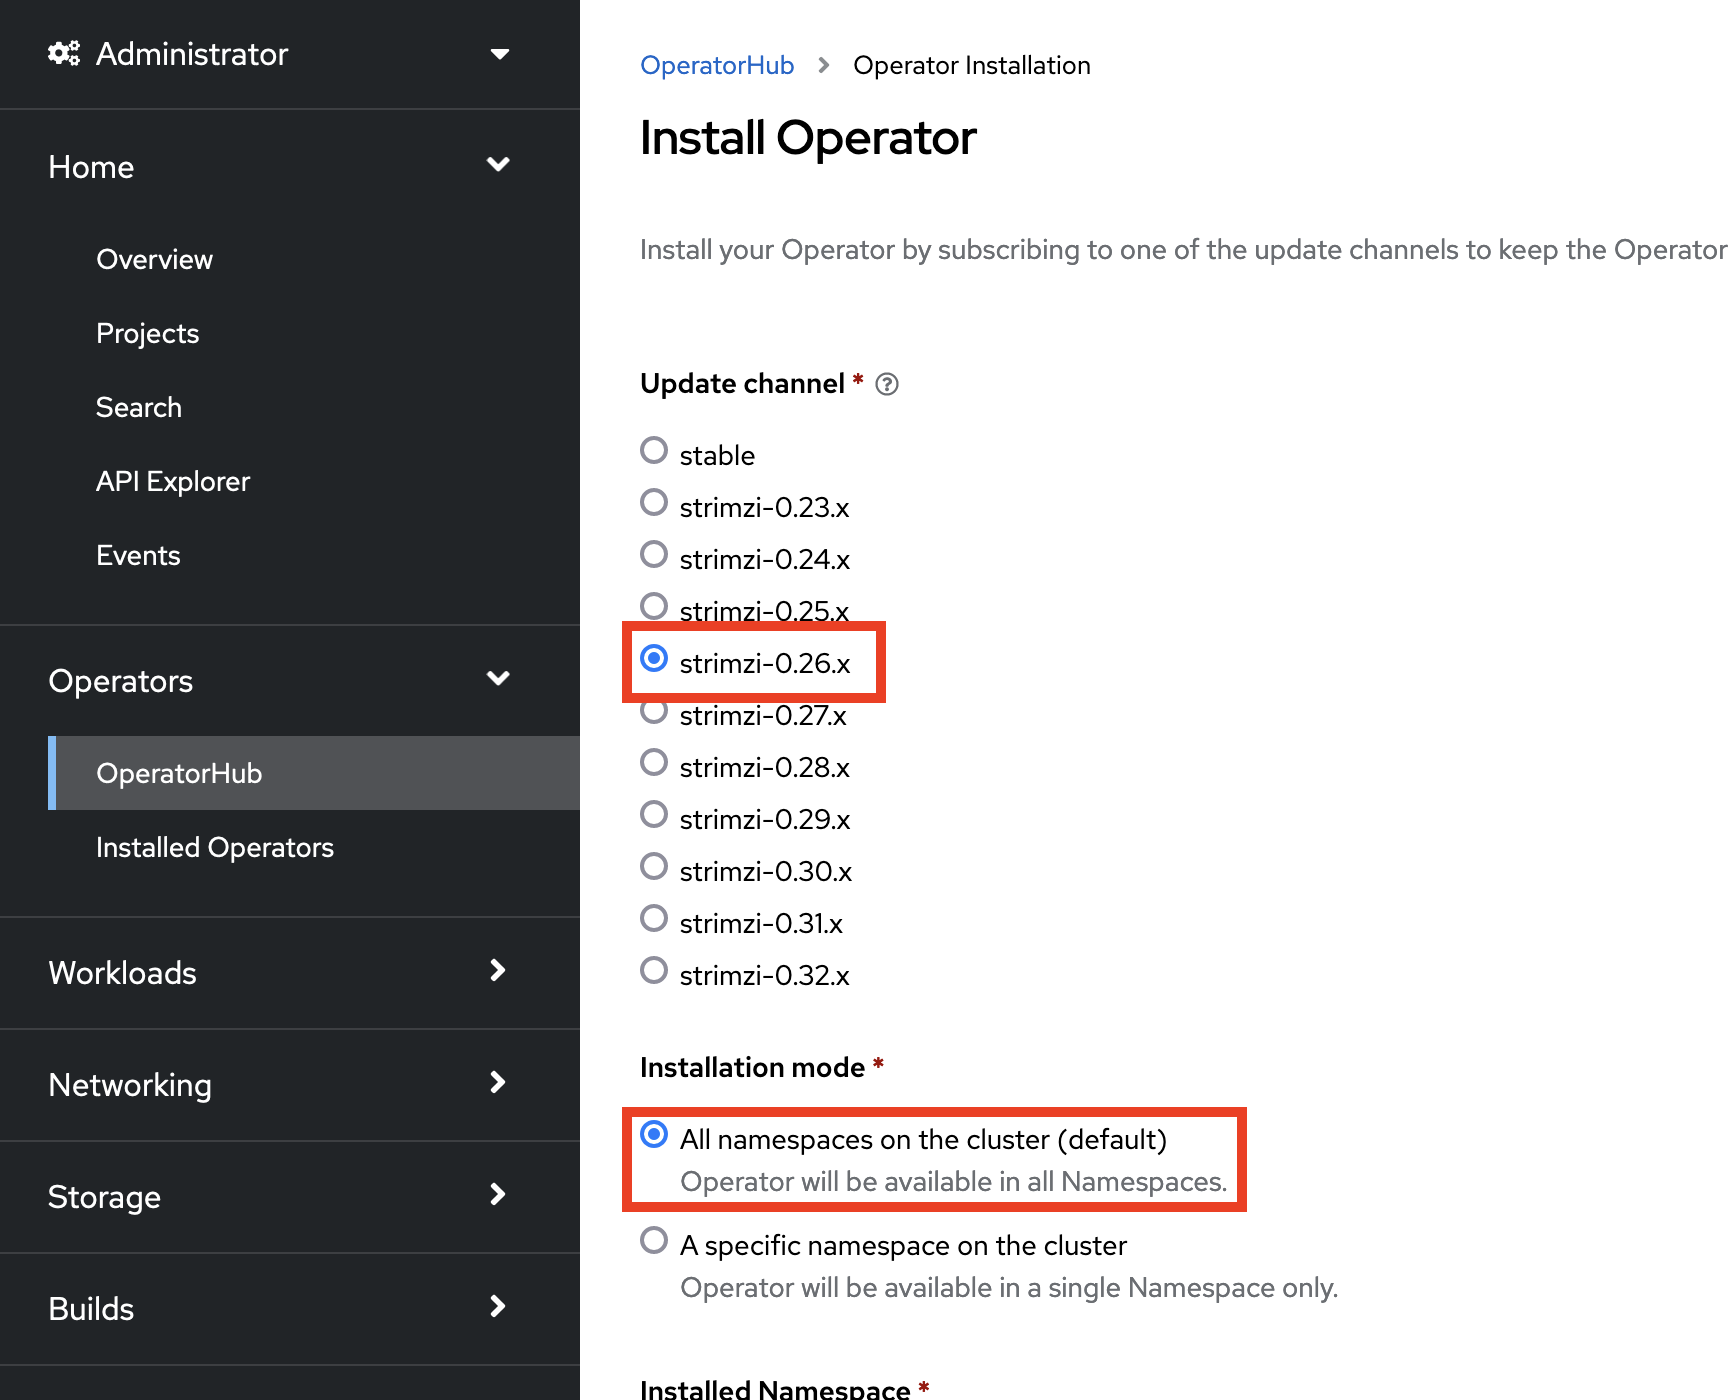 Administrator
Home
Overview
Projects
Search
API Explorer
Events
Operators
OperatorHub
Installed Operators
Workloads
Networking
Storage
Builds
OperatorHub > Operator Installation
Install Operator
Install your Operator by subscribing to one of the update channels to keep the Operator
Update channel *
stable
strimzi-0.23.x
strimzi-0.24.x
strimzi-0.25.x
strimzi-0.26.x
strimzi-0.27.x
strimzi-0.28.x
strimzi-0.29.x
strimzi-0.30.x
strimzi-0.31.x
strimzi-0.32.x
Installation mode *
All namespaces on the cluster (default)
Operator will be available in all Namespaces.
A specific namespace on the cluster
Operator will be available in a single Namespace only.
Installed Namespace *